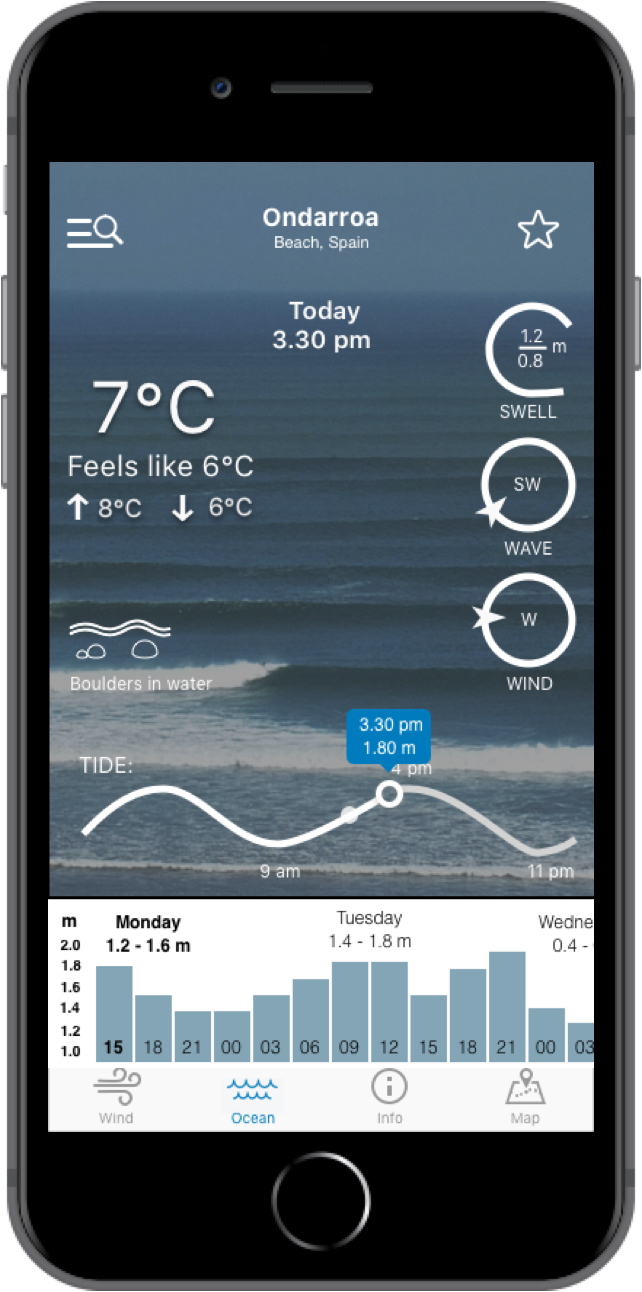 Ondarroa
Beach, Spain
Today
3.30 pm
1.2
0.8
m
SWELL
7°C
Feels like 6°C
8°C 6°C
SW
WAVE
W
WIND
Boulders in water
3.30 pm
1.80 m
TIDE:
4 pm
9 am
11 pm
m
Monday
1.2 - 1.6 m
Tuesday
1.4 - 1.8 m
Wedne
0.4 -
2.0
1.8
1.6
1.4
1.2
1.0
15 18 21 00 03 06 09 12 15 18 21 00 03
Wind Ocean Info Map